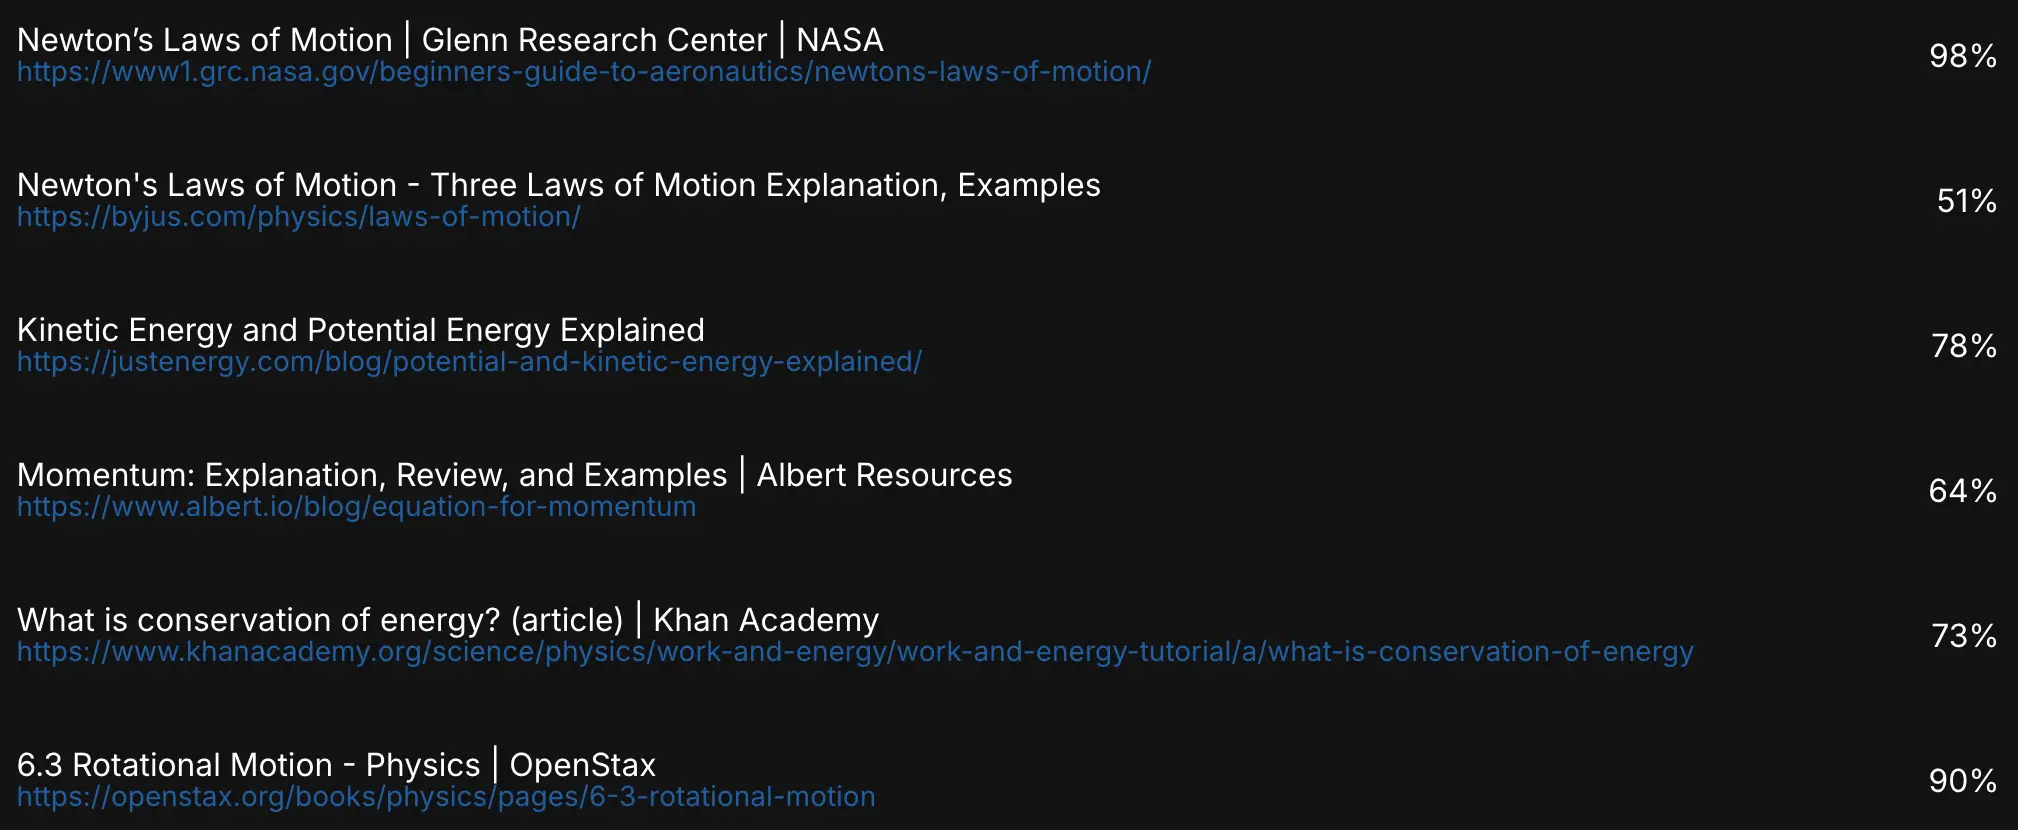 Newton’s Laws of Motion | Glenn Research Center | NASA
https://www1.grc.nasa.gov/beginners-guide-to-aeronautics/newtons-laws-of-motion/
98%
Newton's Laws of Motion - Three Laws of Motion Explanation, Examples
https://byjus.com/physics/laws-of-motion/
51%
Kinetic Energy and Potential Energy Explained
https://justenergy.com/blog/potential-and-kinetic-energy-explained/
78%
Momentum: Explanation, Review, and Examples | Albert Resources
https://www.albert.io/blog/equation-for-momentum
64%
What is conservation of energy? (article) | Khan Academy
https://www.khanacademy.org/science/physics/work-and-energy/work-and-energy-tutorial/a/what-is-conservation-of-energy
73%
6.3 Rotational Motion - Physics | OpenStax
https://openstax.org/books/physics/pages/6-3-rotational-motion
90%